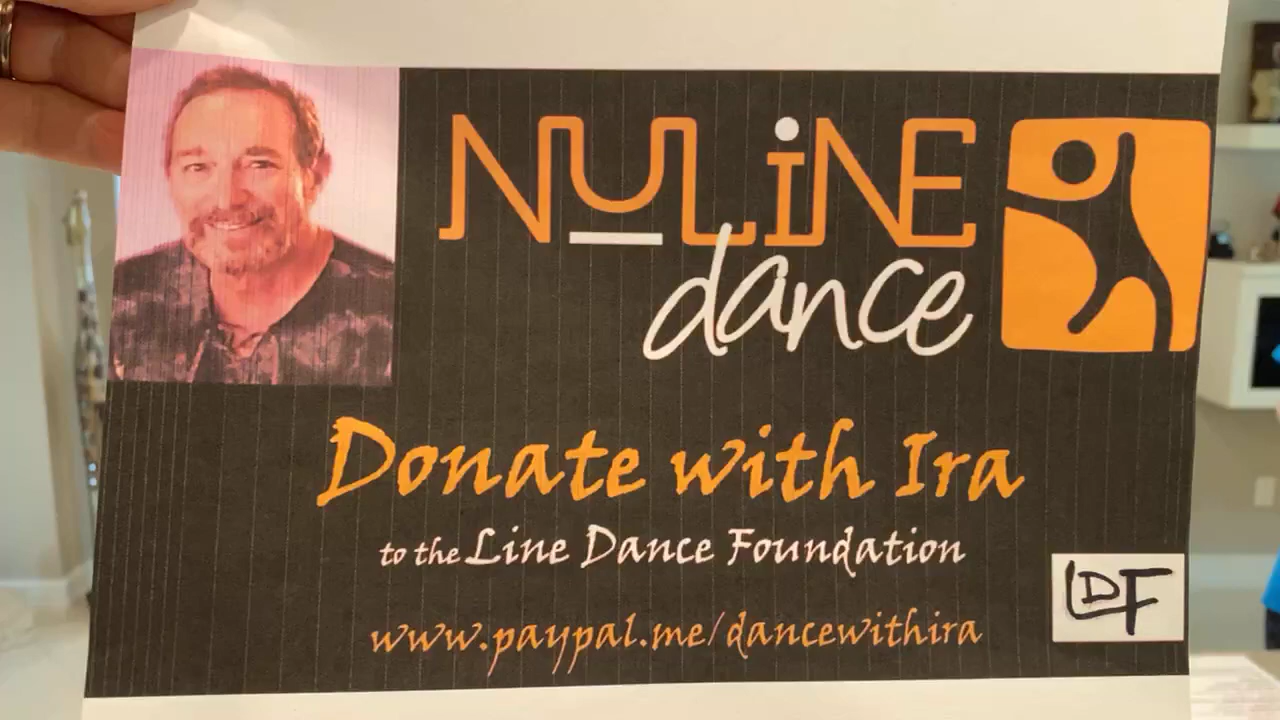 NULiNE
dance
Donate with Ira
to the Line Dance Foundation
www.paypal.me/dancewithira
LDF